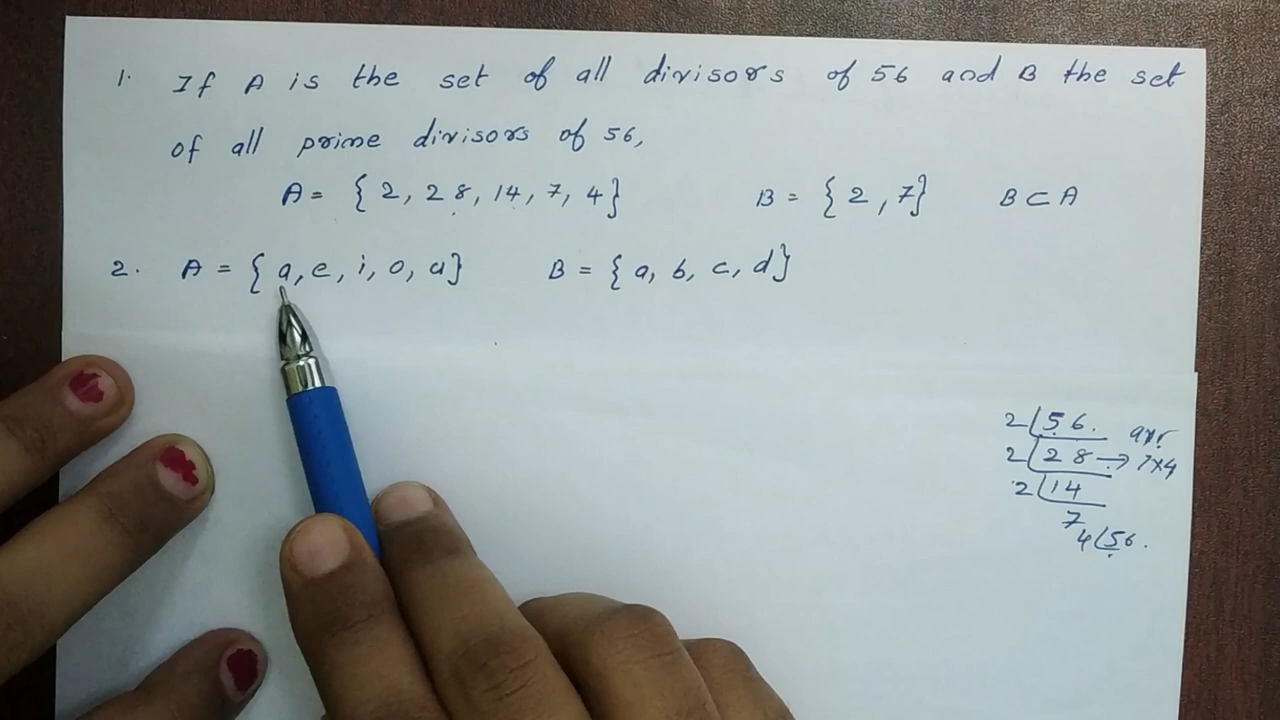 1. If A is the set of all divisors of 56 and B the set
of all prime divisors of 56,
A = { 2, 28, 14, 7, 4} B = { 2, 7} B ⊂ A
2. A = { a, e, i, o, u} B = { a, b, c, d}
2 56.
2 28 → 7×4
2 14
7
4 56.